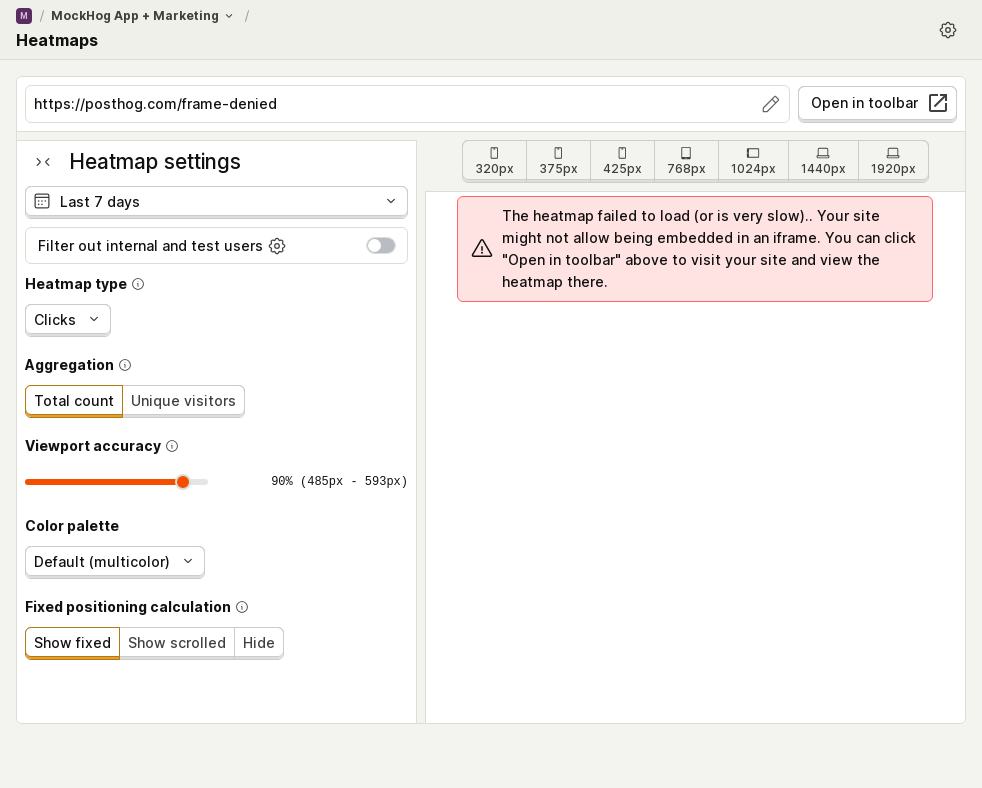 M / MockHog App + Marketing /
Heatmaps
https://posthog.com/frame-denied
Open in toolbar
Heatmap settings
320px 375px 425px 768px 1024px 1440px 1920px
Last 7 days
Filter out internal and test users
Heatmap type
Clicks
Aggregation
Total count Unique visitors
Viewport accuracy
90% (485px - 593px)
Color palette
Default (multicolor)
Fixed positioning calculation
Show fixed Show scrolled Hide
The heatmap failed to load (or is very slow).. Your site
might not allow being embedded in an iframe. You can click
"Open in toolbar" above to visit your site and view the
heatmap there.